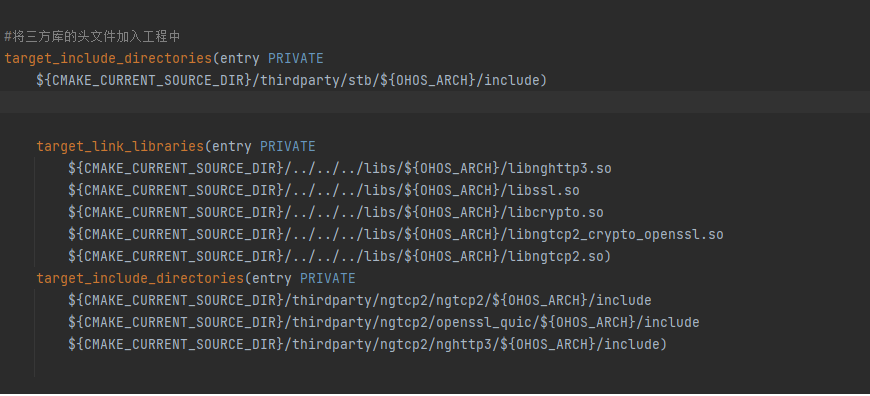 #将三方库的头文件加入工程中
target_include_directories(entry PRIVATE
    ${CMAKE_CURRENT_SOURCE_DIR}/thirdparty/stb/${OHOS_ARCH}/include)
    target_link_libraries(entry PRIVATE
        ${CMAKE_CURRENT_SOURCE_DIR}/../../../libs/${OHOS_ARCH}/libnghttp3.so
        ${CMAKE_CURRENT_SOURCE_DIR}/../../../libs/${OHOS_ARCH}/libssl.so
        ${CMAKE_CURRENT_SOURCE_DIR}/../../../libs/${OHOS_ARCH}/libcrypto.so
        ${CMAKE_CURRENT_SOURCE_DIR}/../../../libs/${OHOS_ARCH}/libngtcp2_crypto_openssl.so
        ${CMAKE_CURRENT_SOURCE_DIR}/../../../libs/${OHOS_ARCH}/libngtcp2.so)
    target_include_directories(entry PRIVATE
        ${CMAKE_CURRENT_SOURCE_DIR}/thirdparty/ngtcp2/ngtcp2/${OHOS_ARCH}/include
        ${CMAKE_CURRENT_SOURCE_DIR}/thirdparty/ngtcp2/openssl_quic/${OHOS_ARCH}/include
        ${CMAKE_CURRENT_SOURCE_DIR}/thirdparty/ngtcp2/nghttp3/${OHOS_ARCH}/include)